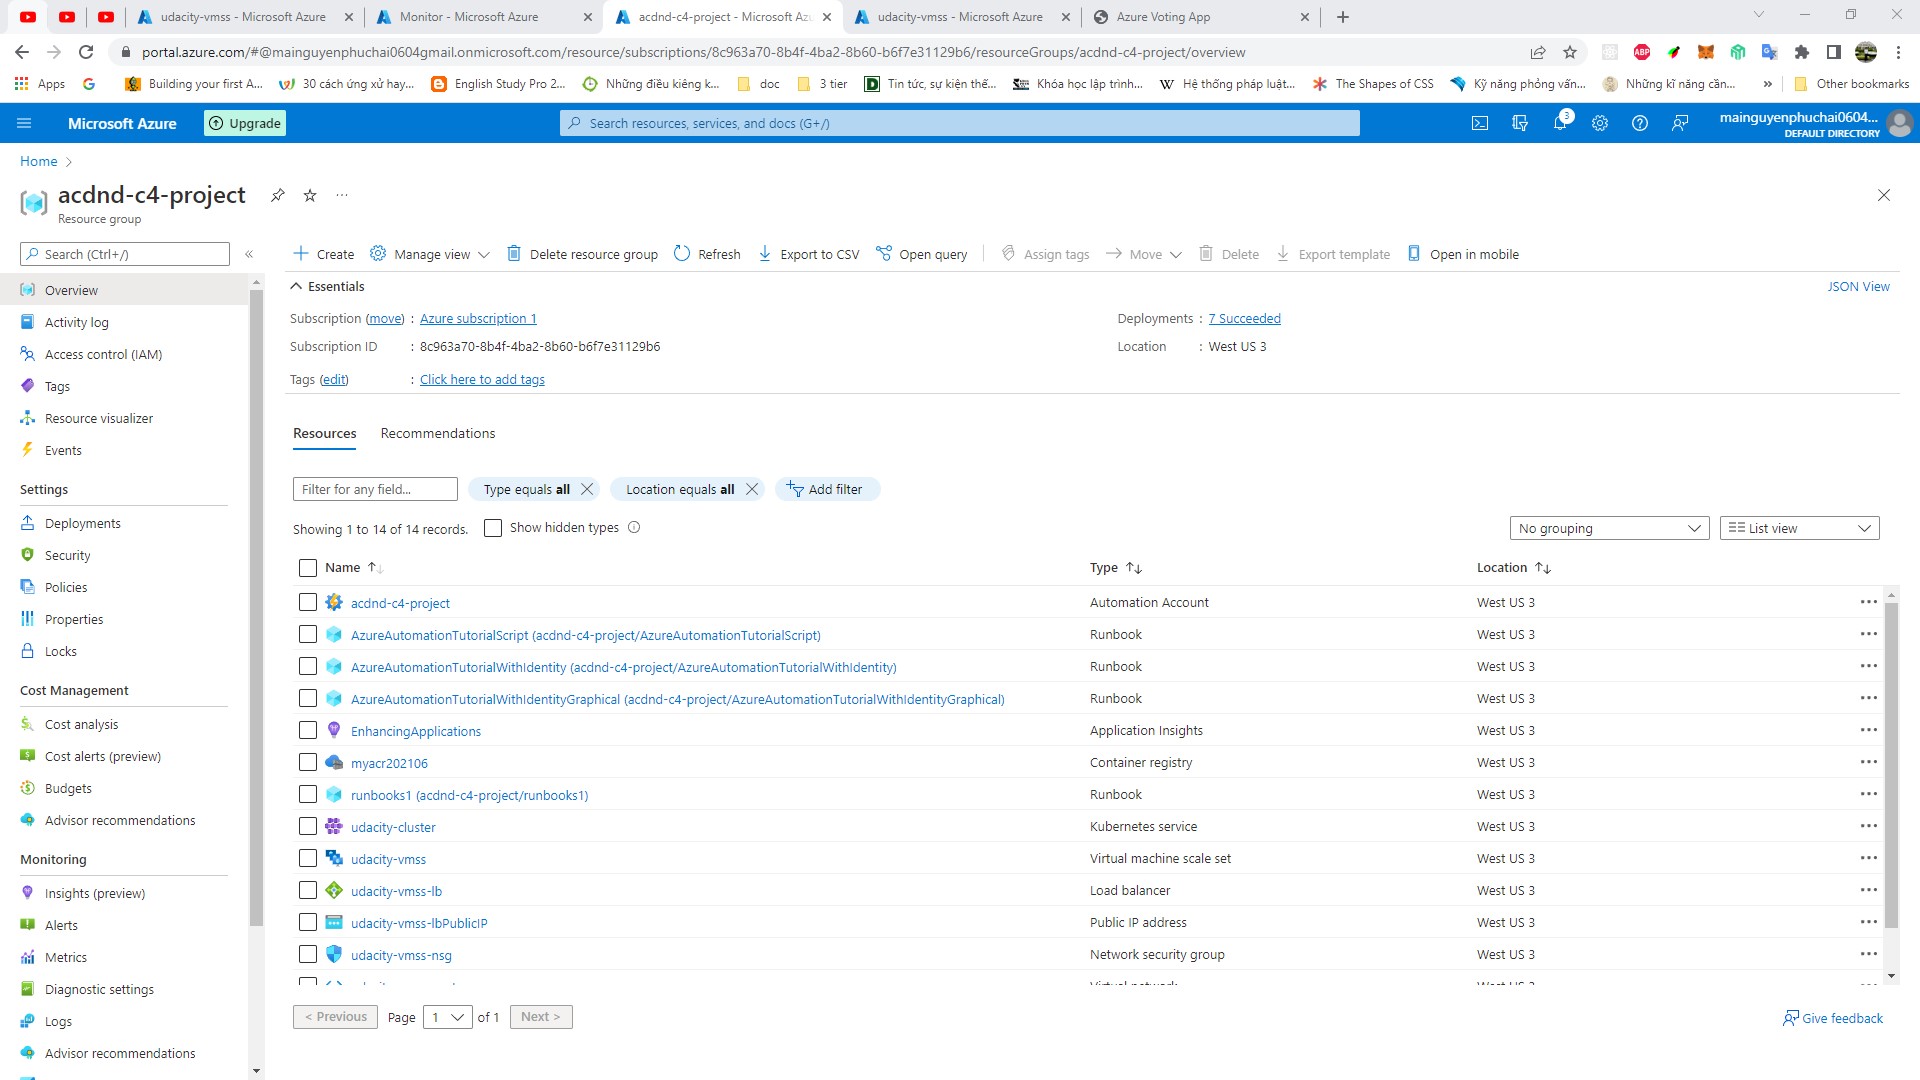 udacity-vmss - Microsoft Azure
Monitor - Microsoft Azure
acdnd-c4-project - Microsoft Az
udacity-vmss - Microsoft Azure
Azure Voting App
portal.azure.com/#@mainguyenphuchai0604gmail.onmicrosoft.com/resource/subscriptions/8c963a70-8b4f-4ba2-8b60-b6f7e31129b6/resourceGroups/acdnd-c4-project/overview
Apps
Building your first A...
30 cách ứng xử hay...
English Study Pro 2...
Những điều kiêng k...
doc
3 tier
Tin tức, sự kiện thế...
Khóa học lập trình...
Hệ thống pháp luật...
The Shapes of CSS
Kỹ năng phỏng vấn...
Những kĩ năng cần...
»
Other bookmarks
Microsoft Azure
Upgrade
Search resources, services, and docs (G+/)
3
mainguyenphuchai0604...
DEFAULT DIRECTORY
Home
acdnd-c4-project
Resource group
Search (Ctrl+/)
Create
Manage view
Delete resource group
Refresh
Export to CSV
Open query
Assign tags
Move
Delete
Export template
Open in mobile
Overview
Activity log
Access control (IAM)
Tags
Resource visualizer
Events
Settings
Deployments
Security
Policies
Properties
Locks
Cost Management
Cost analysis
Cost alerts (preview)
Budgets
Advisor recommendations
Monitoring
Insights (preview)
Alerts
Metrics
Diagnostic settings
Logs
Advisor recommendations
Essentials
JSON View
Subscription (move) : Azure subscription 1
Deployments : 7 Succeeded
Subscription ID : 8c963a70-8b4f-4ba2-8b60-b6f7e31129b6
Location : West US 3
Tags (edit) : Click here to add tags
Resources
Recommendations
Filter for any field...
Type equals all
Location equals all
Add filter
Showing 1 to 14 of 14 records.
Show hidden types
No grouping
List view
Name
Type
Location
acdnd-c4-project Automation Account West US 3
AzureAutomationTutorialScript (acdnd-c4-project/AzureAutomationTutorialScript) Runbook West US 3
AzureAutomationTutorialWithIdentity (acdnd-c4-project/AzureAutomationTutorialWithIdentity) Runbook West US 3
AzureAutomationTutorialWithIdentityGraphical (acdnd-c4-project/AzureAutomationTutorialWithIdentityGraphical) Runbook West US 3
EnhancingApplications Application Insights West US 3
myacr202106 Container registry West US 3
runbooks1 (acdnd-c4-project/runbooks1) Runbook West US 3
udacity-cluster Kubernetes service West US 3
udacity-vmss Virtual machine scale set West US 3
udacity-vmss-lb Load balancer West US 3
udacity-vmss-lbPublicIP Public IP address West US 3
udacity-vmss-nsg Network security group West US 3
< Previous
Page
1
of 1
Next >
Give feedback